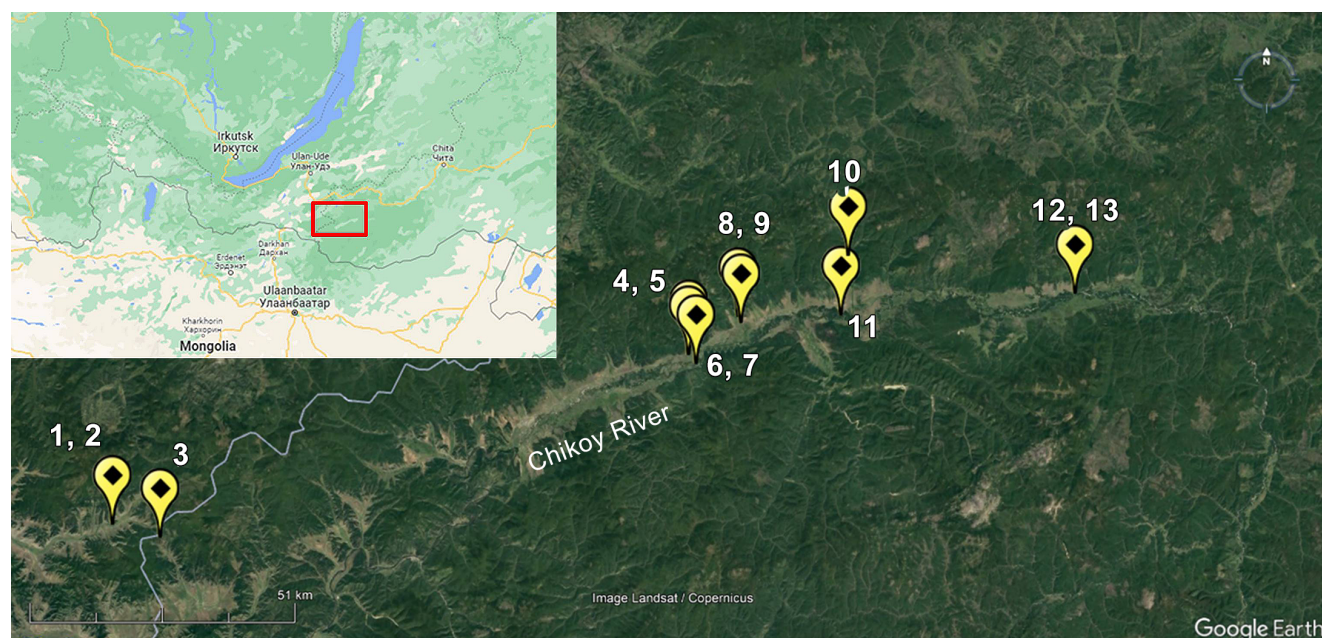 Irkutsk
Иркутск
Ulan-Ude
Улан-Удэ
Chita
Чита
Darkhan
Дархан
Erdenet
Эрдэнэт
Ulaanbaatar
Улаанбаатар
Kharkhorin
Хархорин
Mongolia
N
10
12, 13
8, 9
4, 5
11
6, 7
Chikoy River
1, 2
3
51 km
Image Landsat / Copernicus
Google Earth